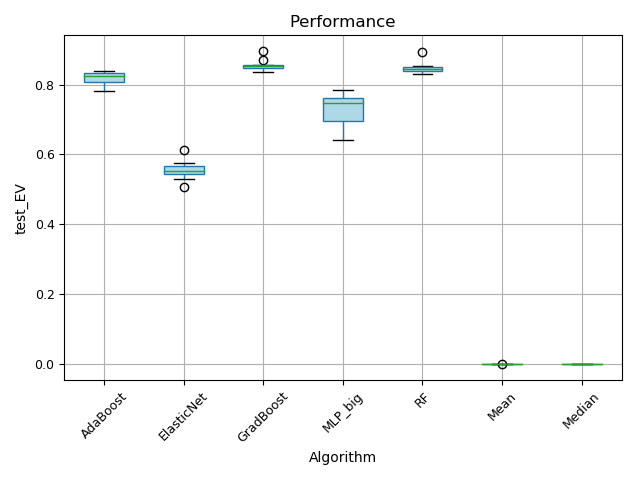 Performance
test_EV
0.8
0.6
0.4
0.2
0.0
AdaBoost
ElasticNet
GradBoost
MLP_big
RF
Mean
Median
Algorithm